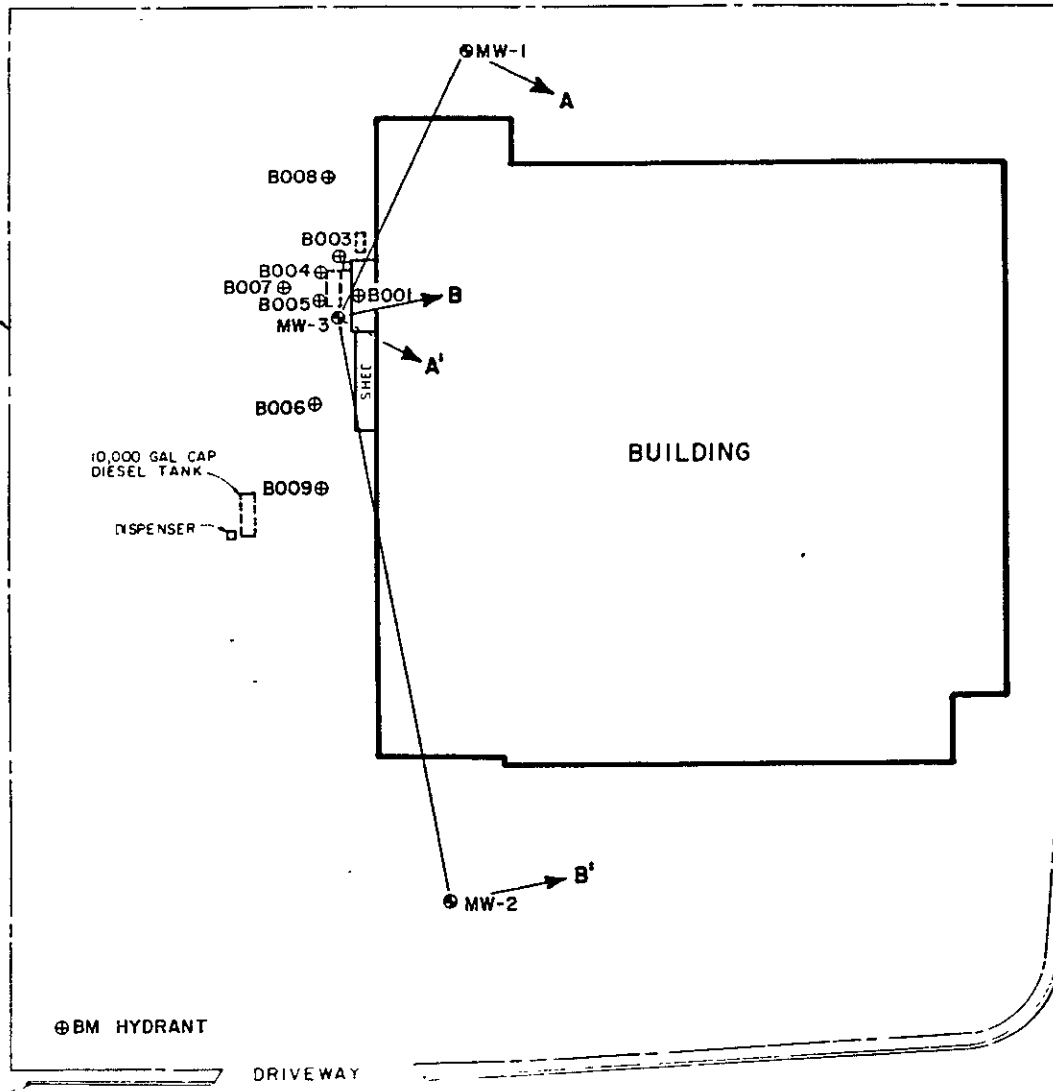 MW-1
A
B008
B003
B004
B007
B001
B005
B
MW-3
A'
SHED
B006
BUILDING
10,000 GAL CAP
DIESEL TANK
B009
DISPENSER
B'
MW-2
BM HYDRANT
DRIVEWAY